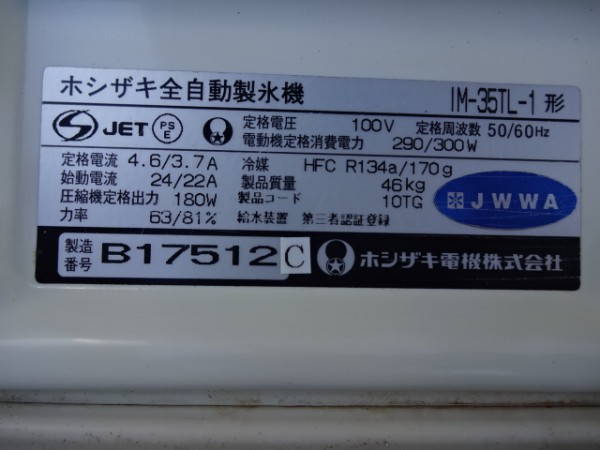 ホシザキ全自動製氷機 IM-35TL-1 形
JET PS E 定格電圧 100V 定格周波数 50/60Hz
電動機定格消費電力 290/300W
定格電流 4.6/3.7A 冷媒 HFC R134a/170g
始動電流 24/22A 製品質量 46kg
圧縮機定格出力 180W 製品コード 10TG
力率 63/81% 給水装置 第三者認証登録
JWWA
製造番号 B17512 C ホシザキ電機株式会社